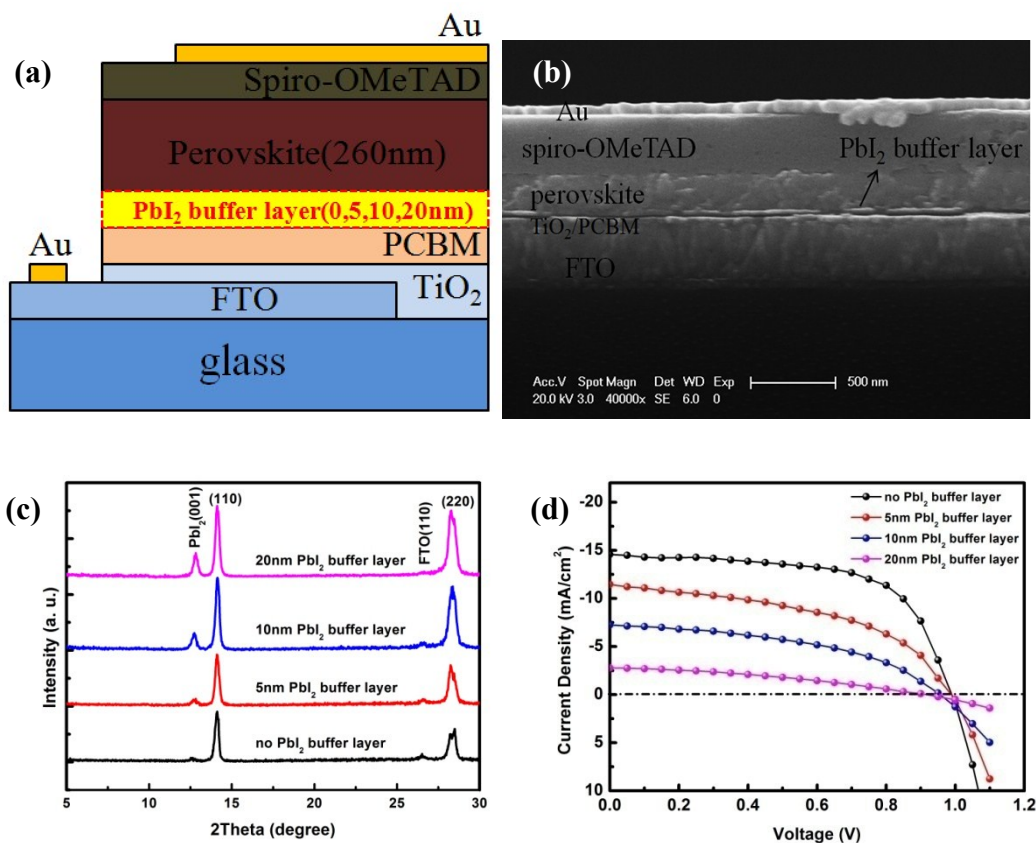 (a)
Au
Spiro-OMeTAD
Perovskite(260nm)
PbI₂ buffer layer(0,5,10,20nm)
Au
PCBM
FTO
TiO₂
glass
(b)
Au
spiro-OMeTAD
PbI₂ buffer layer
perovskite
TiO₂/PCBM
FTO
Acc.V Spot Magn Det WD Exp
20.0 kV 3.0 40000x SE 6.0 0
500 nm
(c)
PbI₂(001)
(110)
FTO(110)
(220)
20nm PbI₂ buffer layer
10nm PbI₂ buffer layer
5nm PbI₂ buffer layer
no PbI₂ buffer layer
Intensity (a. u.)
5 10 15 20 25 30
2Theta (degree)
(d)
no PbI₂ buffer layer
5nm PbI₂ buffer layer
10nm PbI₂ buffer layer
20nm PbI₂ buffer layer
-20
-15
-10
-5
0
5
10
Current Density (mA/cm²)
0.0 0.2 0.4 0.6 0.8 1.0 1.2
Voltage (V)